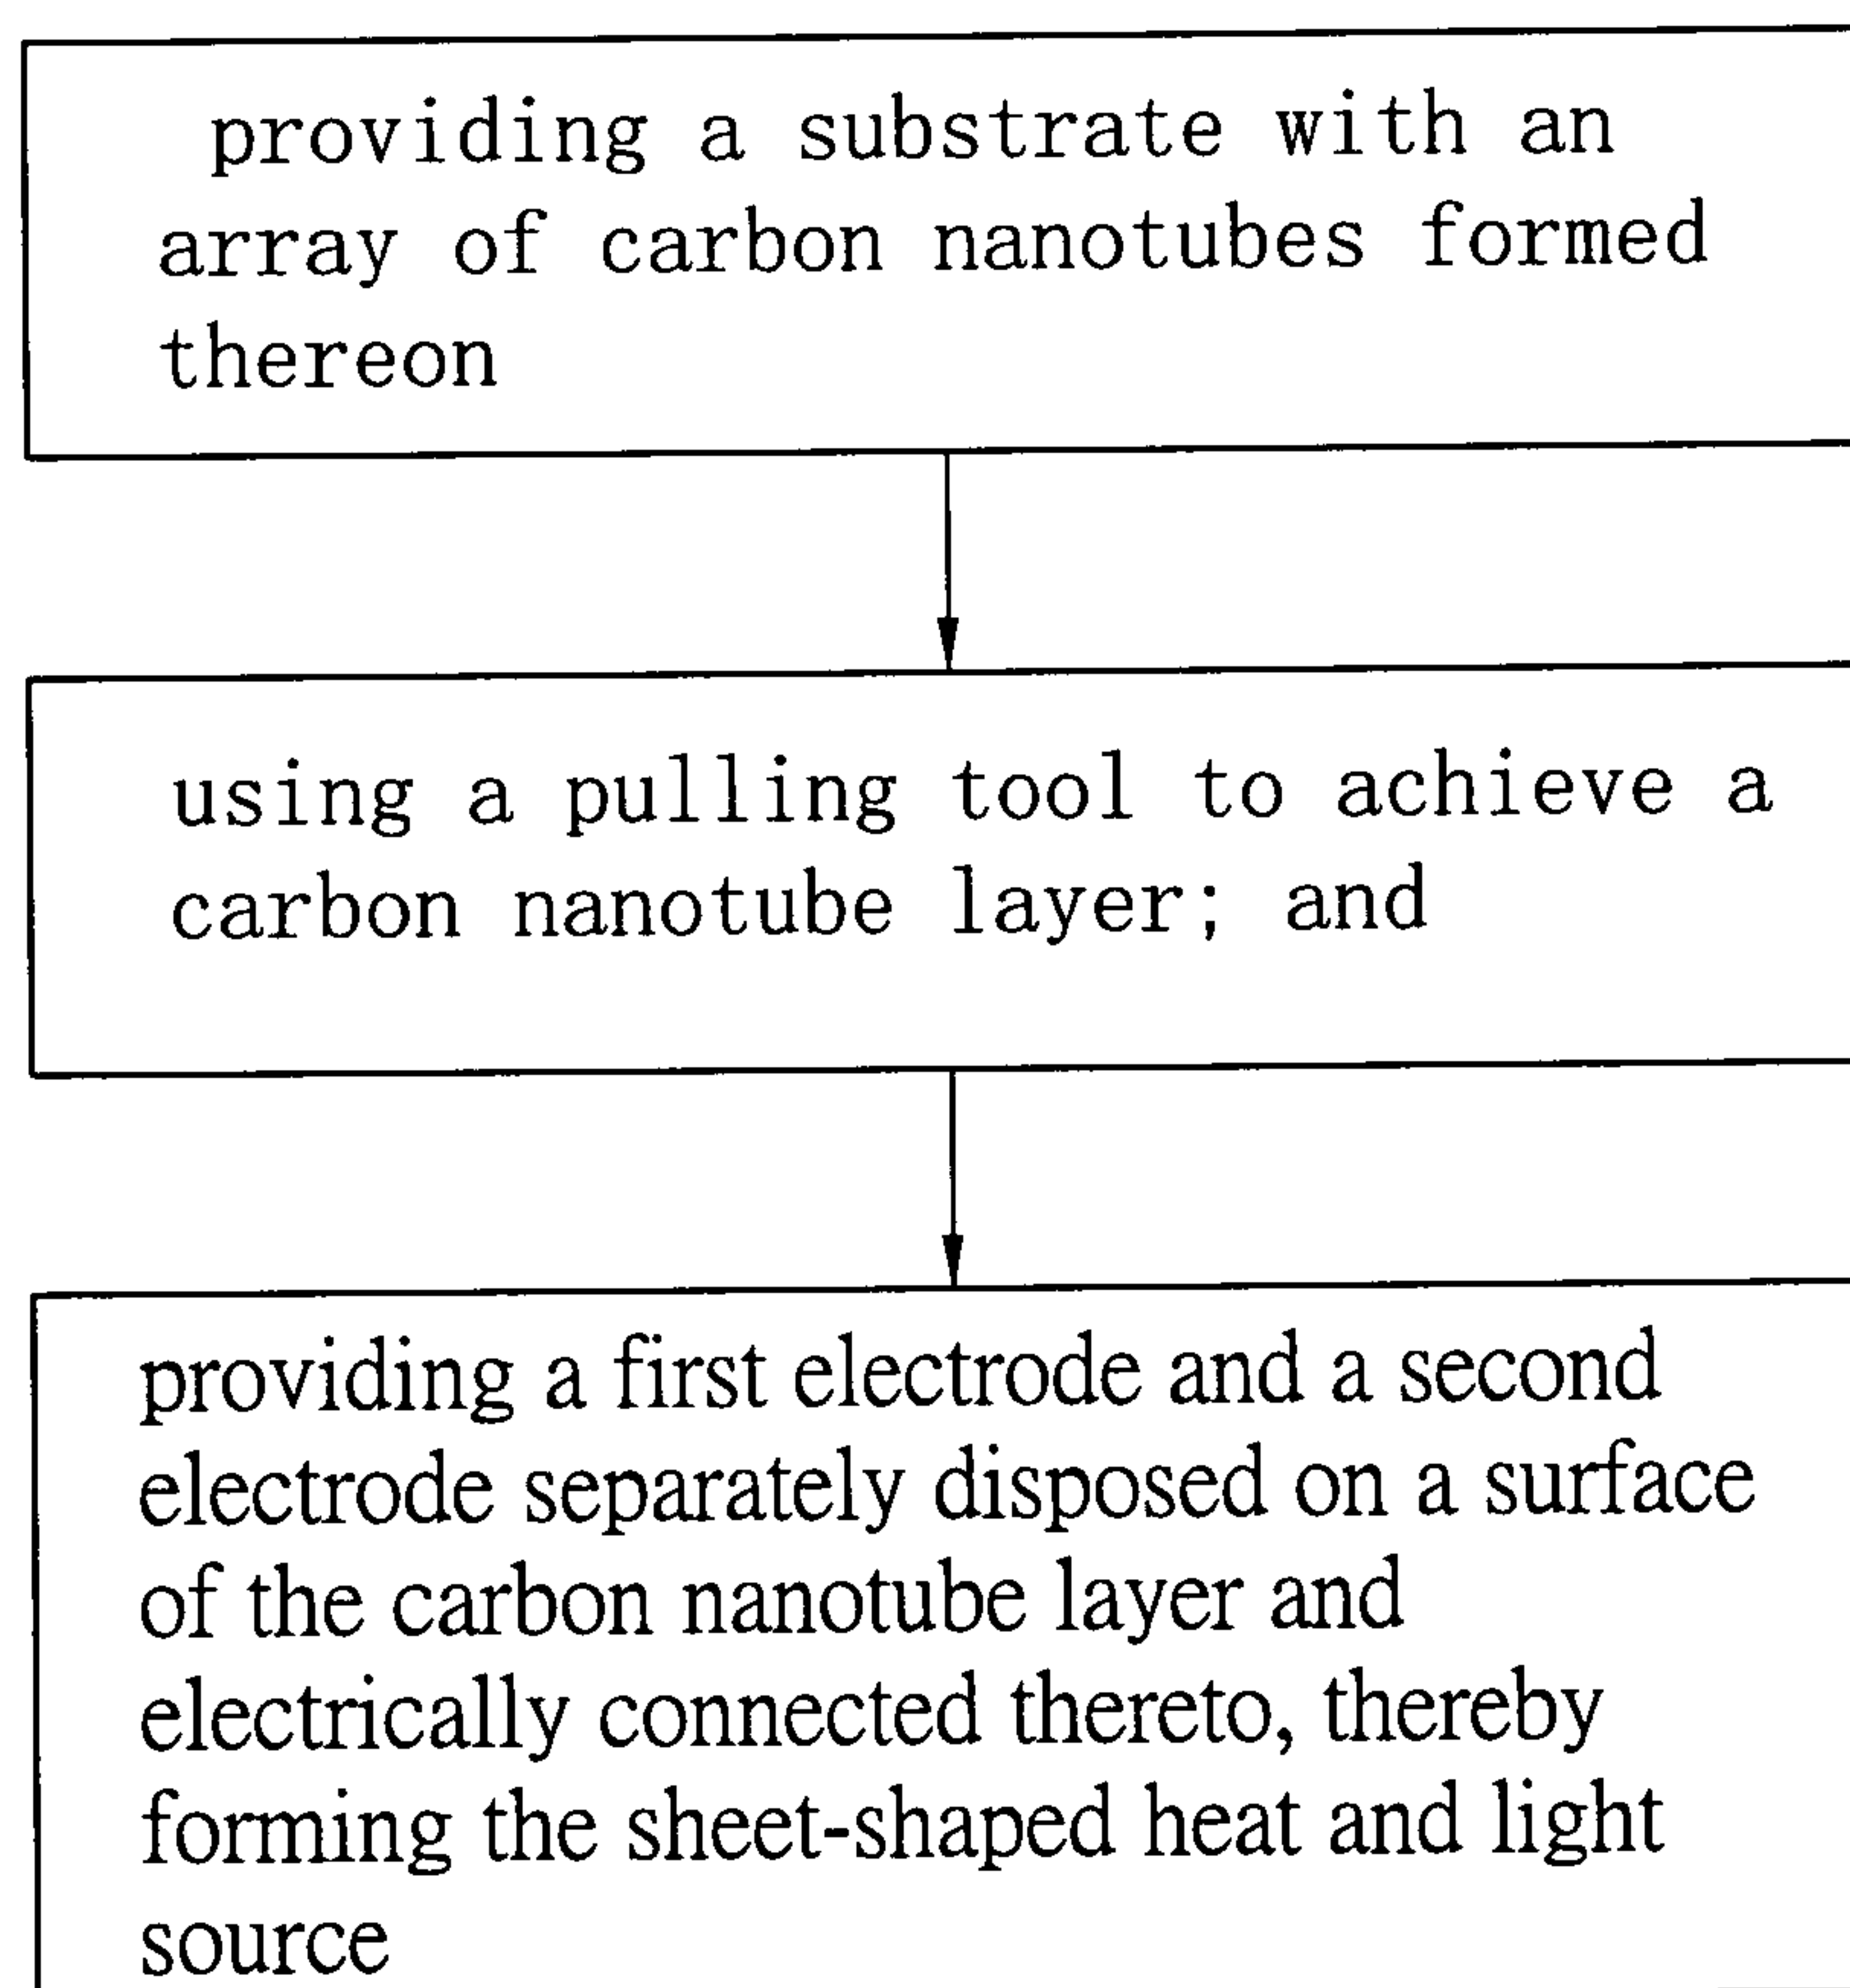 providing a substrate with an
array of carbon nanotubes formed
thereon
using a pulling tool to achieve a
carbon nanotube layer; and
providing a first electrode and a second
electrode separately disposed on a surface
of the carbon nanotube layer and
electrically connected thereto, thereby
forming the sheet-shaped heat and light
source